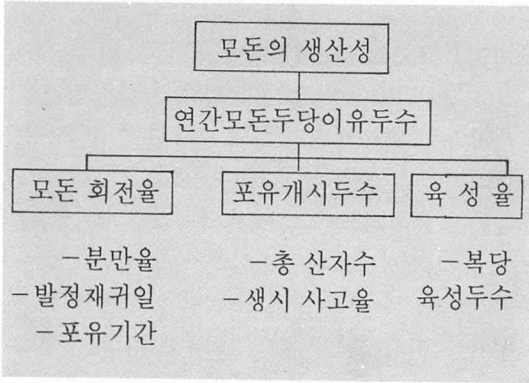 모돈의 생산성
연간모돈두당이유두수
모돈 회전율
포유개시두수
육 성 율
-분만율
-발정재귀일
-포유기간
-총 산자수
-생시 사고율
-복당
육성두수